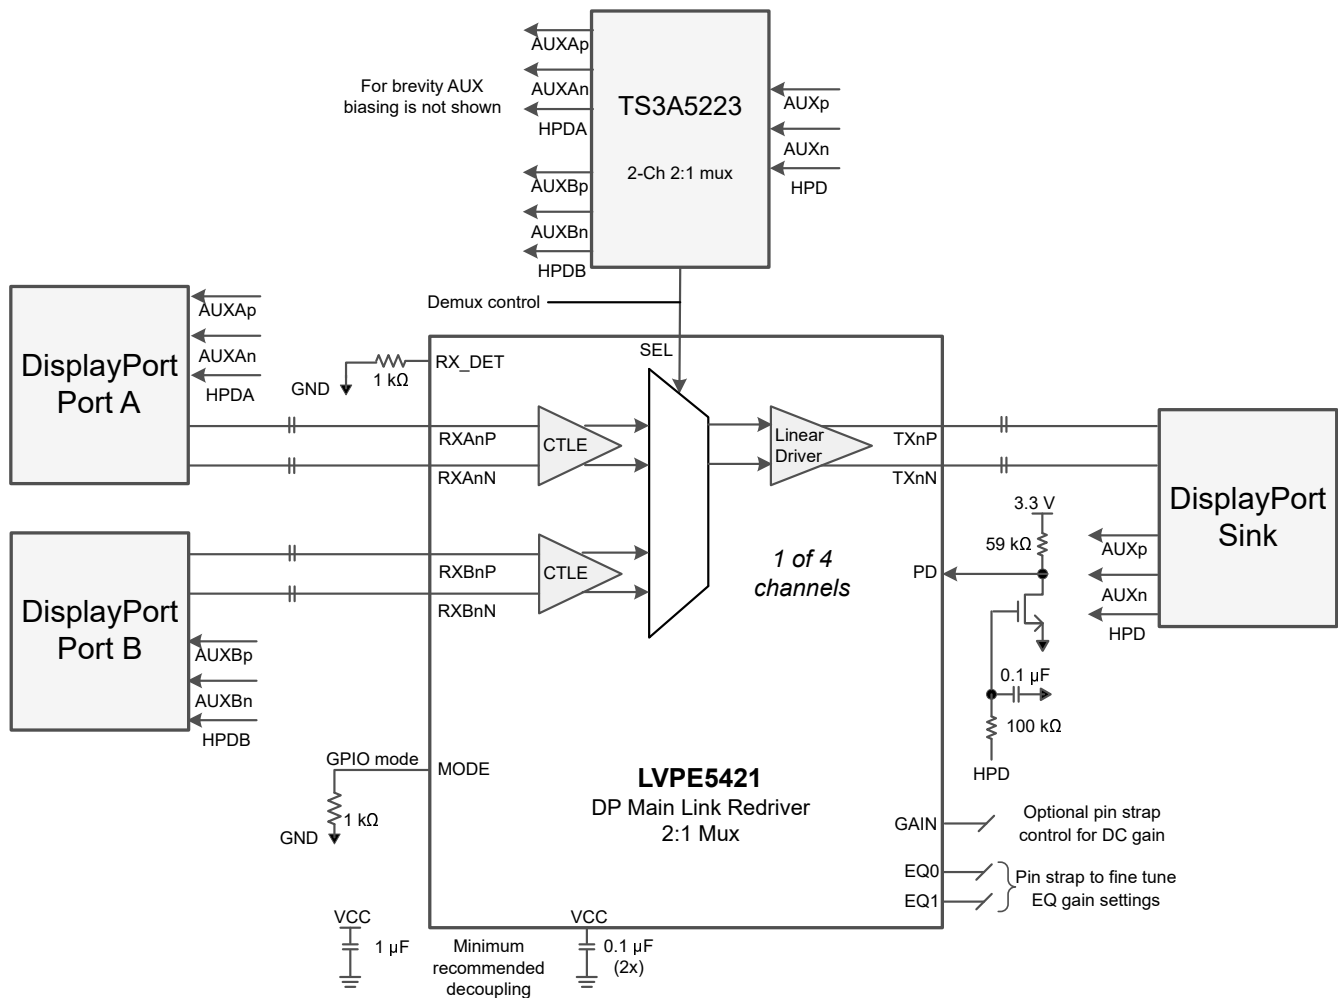 AUXAp
AUXAn
HPDA
AUXBp
AUXBn
HPDB
For brevity AUX
biasing is not shown
TS3A5223
2-Ch 2:1 mux
AUXp
AUXn
HPD
Demux control
DisplayPort
Port A
AUXAp
AUXAn
HPDA
GND
1 kΩ
RX_DET
SEL
RXAnP
RXAnN
CTLE
Linear
Driver
TXnP
TXnN
DisplayPort
Sink
AUXp
AUXn
HPD
DisplayPort
Port B
AUXBp
AUXBn
HPDB
RXBnP
RXBnN
CTLE
1 of 4
channels
3.3 V
59 kΩ
PD
0.1 µF
100 kΩ
HPD
GPIO mode
MODE
1 kΩ
GND
LVPE5421
DP Main Link Redriver
2:1 Mux
GAIN
Optional pin strap
control for DC gain
EQ0
EQ1
Pin strap to fine tune
EQ gain settings
VCC
1 µF
Minimum
recommended
decoupling
VCC
0.1 µF
(2x)